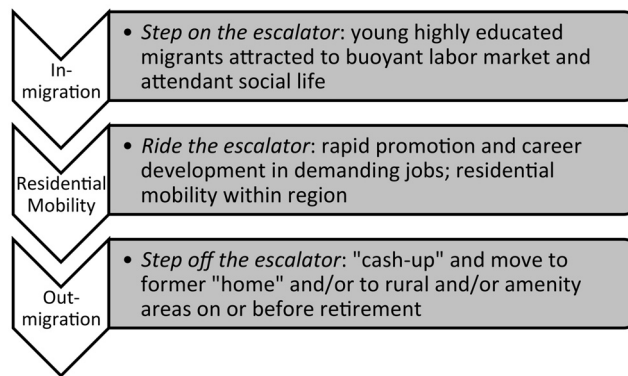 In-
migration
• Step on the escalator: young highly educated
migrants attracted to buoyant labor market and
attendant social life
Residential
Mobility
• Ride the escalator: rapid promotion and career
development in demanding jobs; residential
mobility within region
Out-
migration
• Step off the escalator: "cash-up" and move to
former "home" and/or to rural and/or amenity
areas on or before retirement